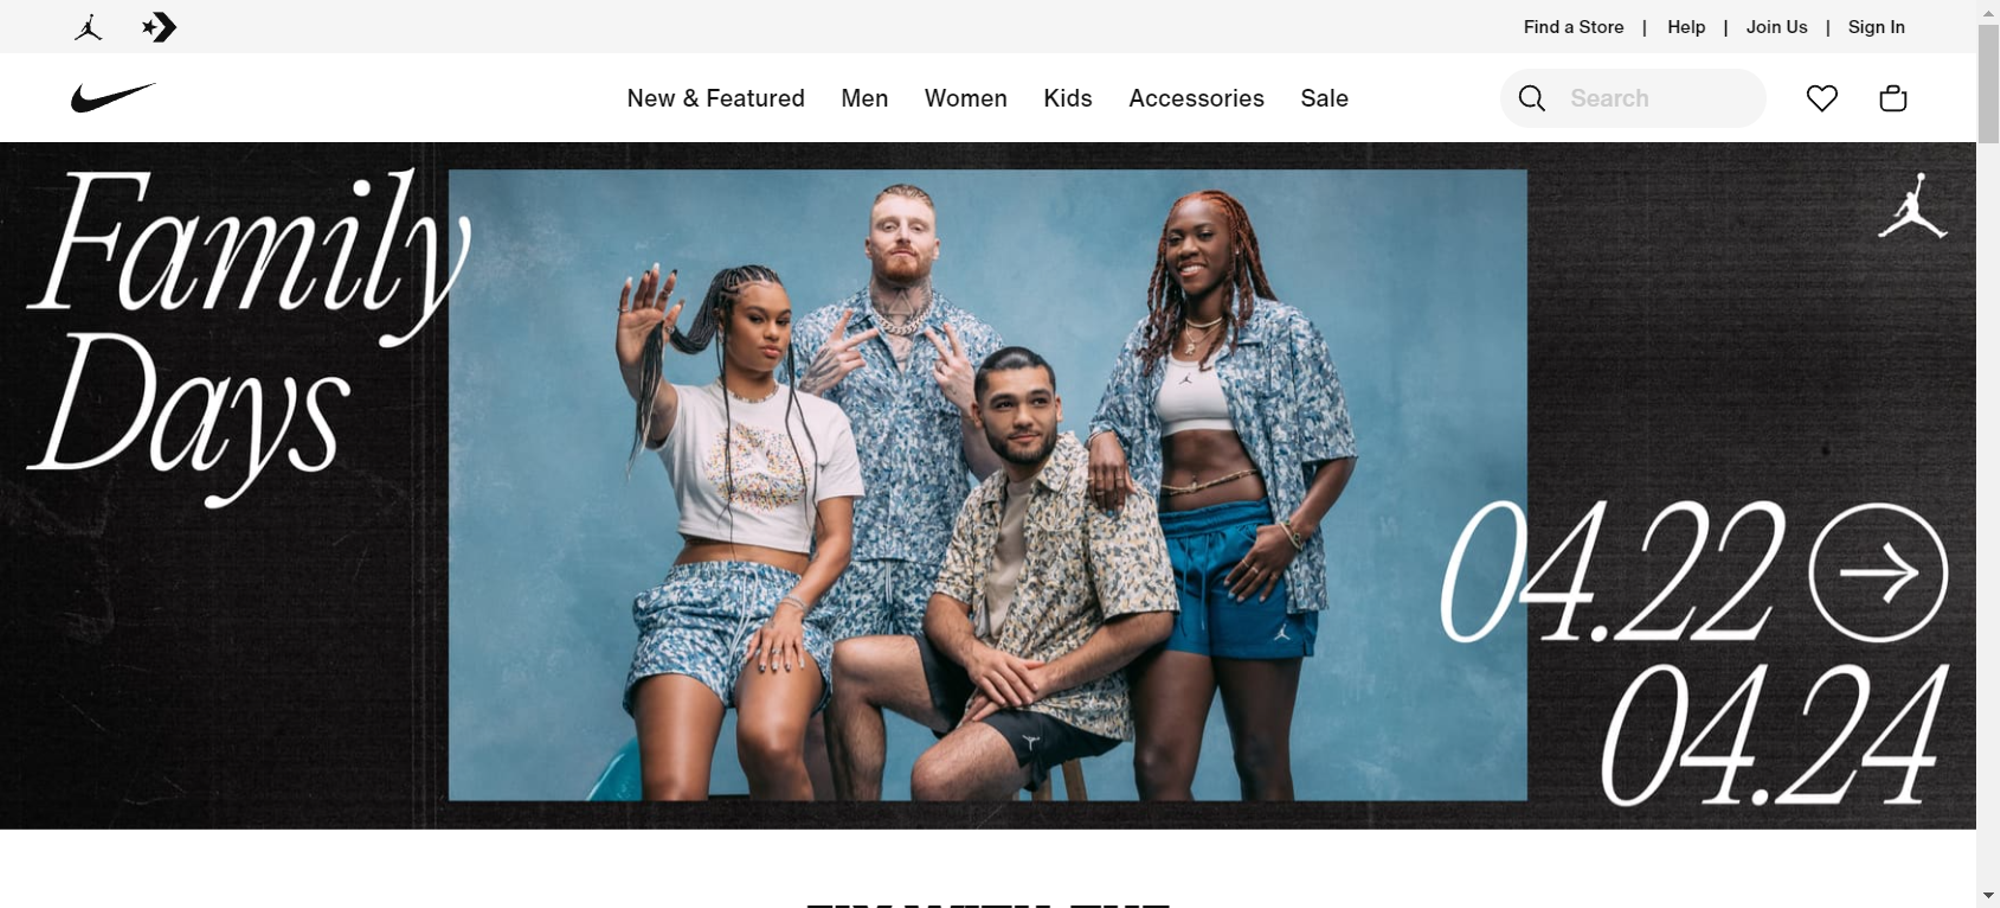 Find a Store | Help | Join Us | Sign In
New & Featured Men Women Kids Accessories Sale
Search
Family
Days
04.22
04.24